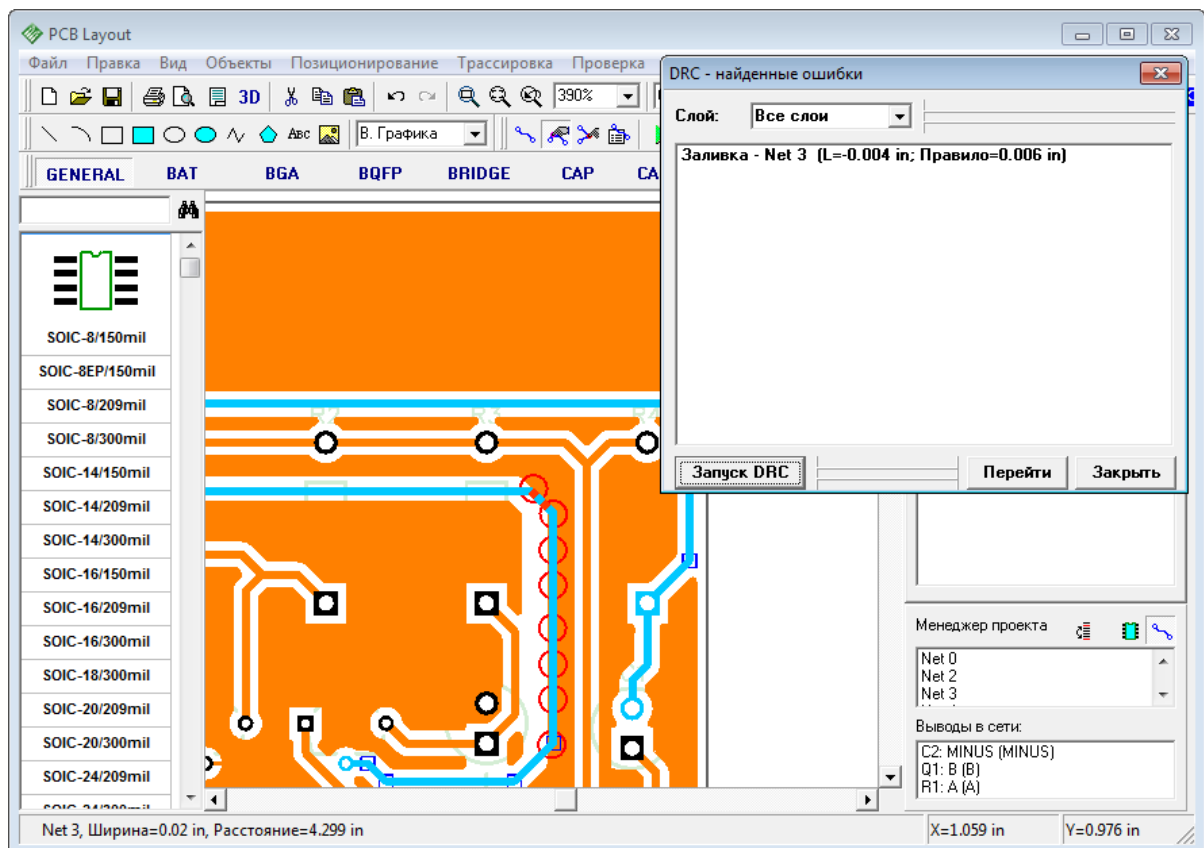 PCB Layout
Файл Правка Вид Объекты Позиционирование Трассировка Проверка
3D 390%
Abc В. Графика
GENERAL BAT BGA BQFP BRIDGE CAP CA
SOIC-8/150mil
SOIC-8EP/150mil
SOIC-8/209mil
SOIC-8/300mil
SOIC-14/150mil
SOIC-14/209mil
SOIC-14/300mil
SOIC-16/150mil
SOIC-16/209mil
SOIC-16/300mil
SOIC-18/300mil
SOIC-20/209mil
SOIC-20/300mil
SOIC-24/209mil
R3
DRC - найденные ошибки
Слой: Все слои
Заливка - Net 3 (L=-0.004 in; Правило=0.006 in)
Запуск DRC Перейти Закрыть
Менеджер проекта
Net 0
Net 2
Net 3
Выводы в сети:
C2: MINUS (MINUS)
Q1: B (B)
R1: A (A)
Net 3, Ширина=0.02 in, Расстояние=4.299 in
X=1.059 in
Y=0.976 in